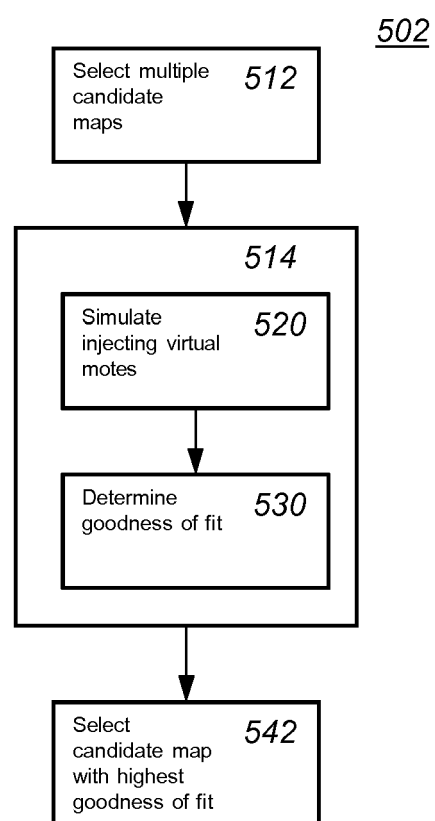 502
Select multiple
candidate
maps
512
514
Simulate
injecting virtual
motes
520
Determine
goodness of fit
530
Select
candidate map
with highest
goodness of fit
542